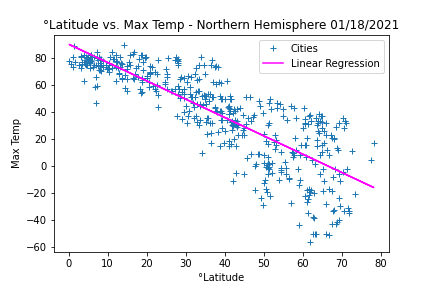 °Latitude vs. Max Temp - Northern Hemisphere 01/18/2021
Cities
Linear Regression
Max Temp
80
60
40
20
0
−20
−40
−60
0 10 20 30 40 50 60 70 80
°Latitude